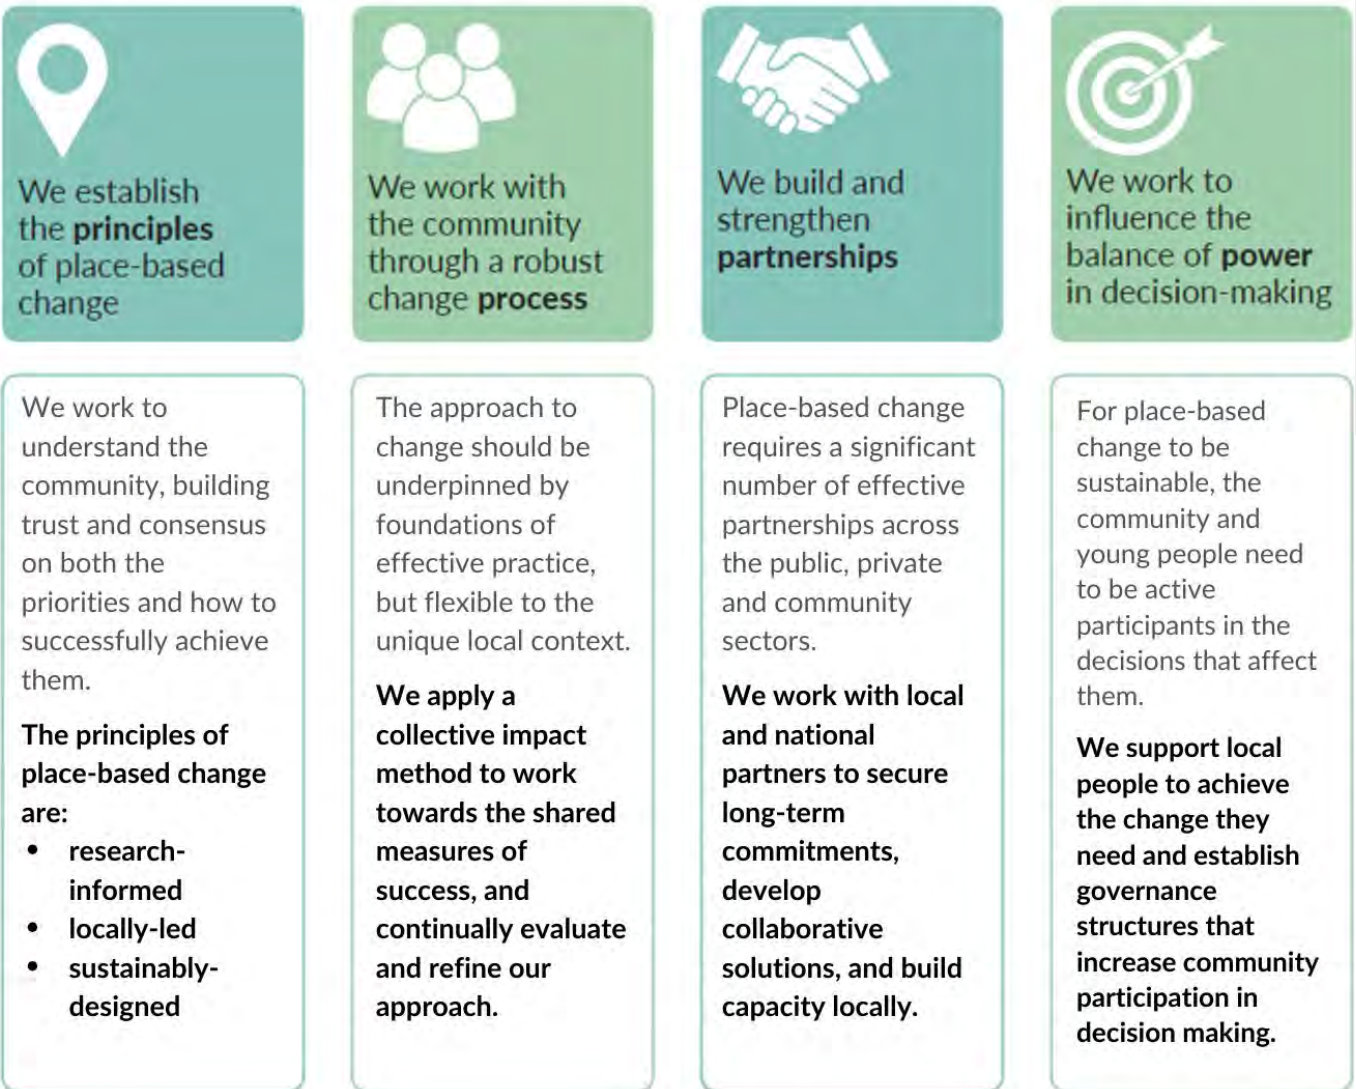 We establish
the principles
of place-based
change
We work with
the community
through a robust
change process
We build and
strengthen
partnerships
We work to
influence the
balance of power
in decision-making
We work to
understand the
community, building
trust and consensus
on both the
priorities and how to
successfully achieve
them.
The principles of
place-based change
are:
• research-
informed
• locally-led
• sustainably-
designed
The approach to
change should be
underpinned by
foundations of
effective practice,
but flexible to the
unique local context.
We apply a
collective impact
method to work
towards the shared
measures of
success, and
continually evaluate
and refine our
approach.
Place-based change
requires a significant
number of effective
partnerships across
the public, private
and community
sectors.
We work with local
and national
partners to secure
long-term
commitments,
develop
collaborative
solutions, and build
capacity locally.
For place-based
change to be
sustainable, the
community and
young people need
to be active
participants in the
decisions that affect
them.
We support local
people to achieve
the change they
need and establish
governance
structures that
increase community
participation in
decision making.